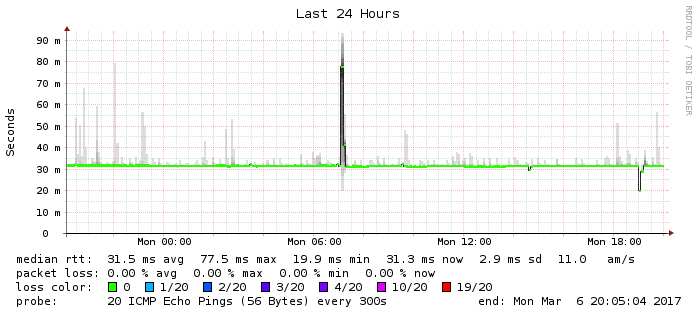 Last 24 Hours
RRDTOOL / TOBI OETIKER
Seconds
90 m
80 m
70 m
60 m
50 m
40 m
30 m
20 m
10 m
0
Mon 00:00 Mon 06:00 Mon 12:00 Mon 18:00
median rtt: 31.5 ms avg 77.5 ms max 19.9 ms min 31.3 ms now 2.9 ms sd 11.0 am/s
packet loss: 0.00 % avg 0.00 % max 0.00 % min 0.00 % now
loss color: 0 1/20 2/20 3/20 4/20 10/20 19/20
probe: 20 ICMP Echo Pings (56 Bytes) every 300s end: Mon Mar 6 20:05:04 2017